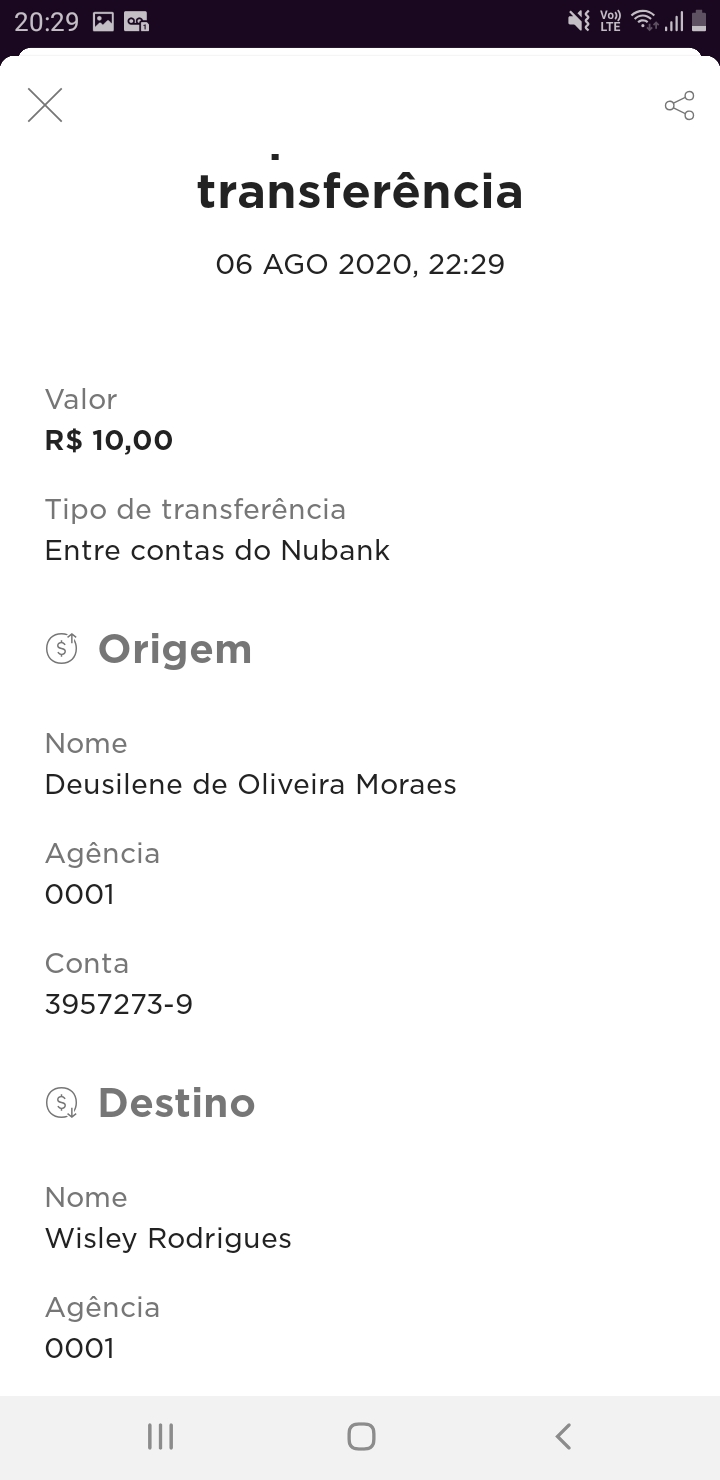 20:29
Vo))
LTE
transferência
06 AGO 2020, 22:29
Valor
R$ 10,00
Tipo de transferência
Entre contas do Nubank
Origem
Nome
Deusilene de Oliveira Moraes
Agência
0001
Conta
3957273-9
Destino
Nome
Wisley Rodrigues
Agência
0001